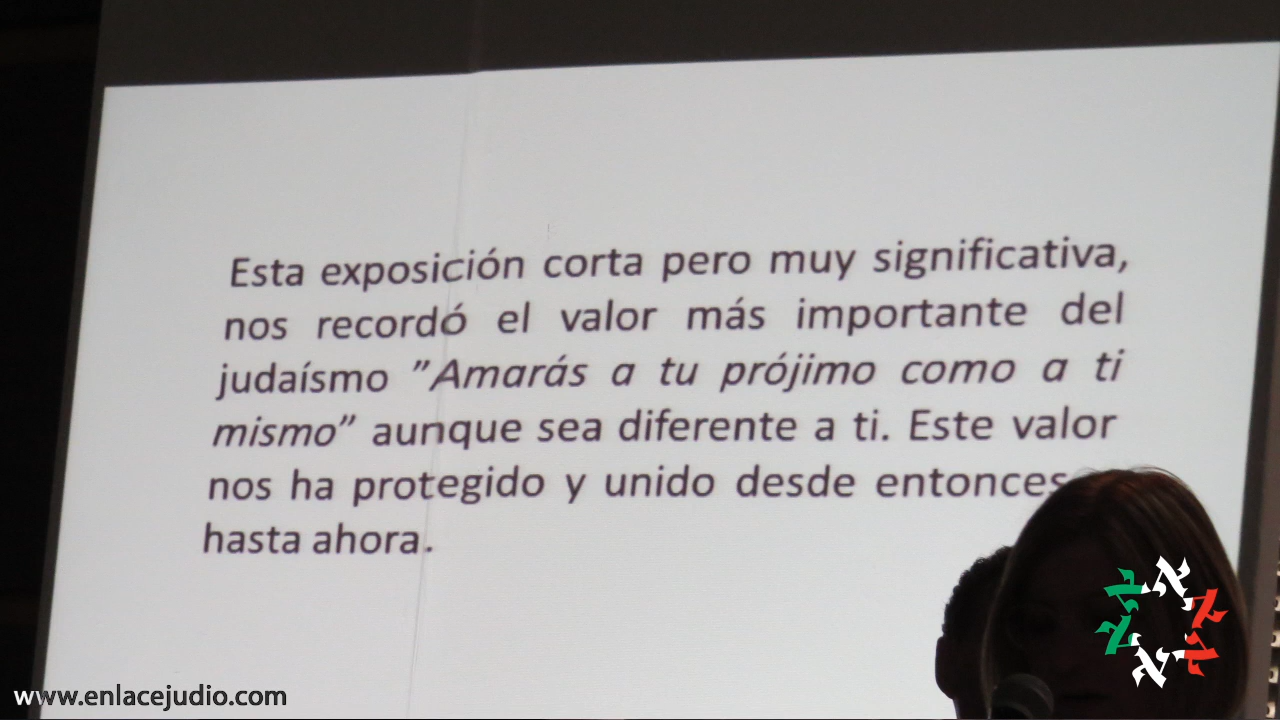 Esta exposición corta pero muy significativa,
nos recordó el valor más importante del
judaísmo ”Amarás a tu prójimo como a ti
mismo” aunque sea diferente a ti. Este valor
nos ha protegido y unido desde entonces
hasta ahora.
www.enlacejudio.com